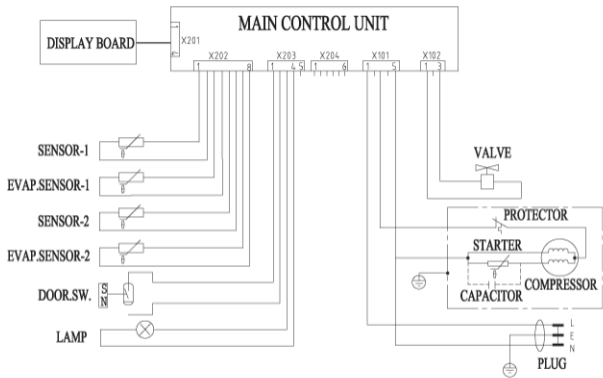 MAIN CONTROL UNIT
DISPLAY BOARD
X201
X202 X203 X204 X101 X102
1 8 1 4 5 1 6 1 5 1 3
SENSOR-1
EVAP.SENSOR-1
SENSOR-2
EVAP.SENSOR-2
DOOR.SW.
S
N
LAMP
VALVE
PROTECTOR
STARTER
CAPACITOR
COMPRESSOR
L
E
N
PLUG